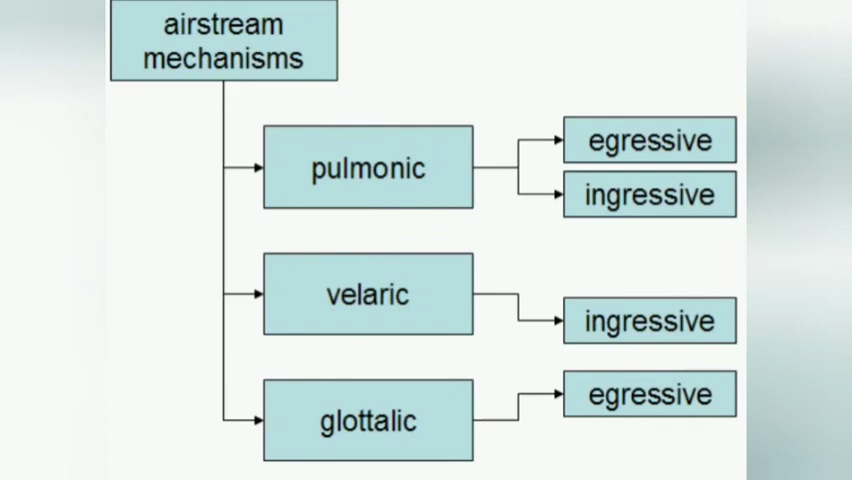 airstream
mechanisms
pulmonic
egressive
ingressive
velaric
ingressive
glottalic
egressive